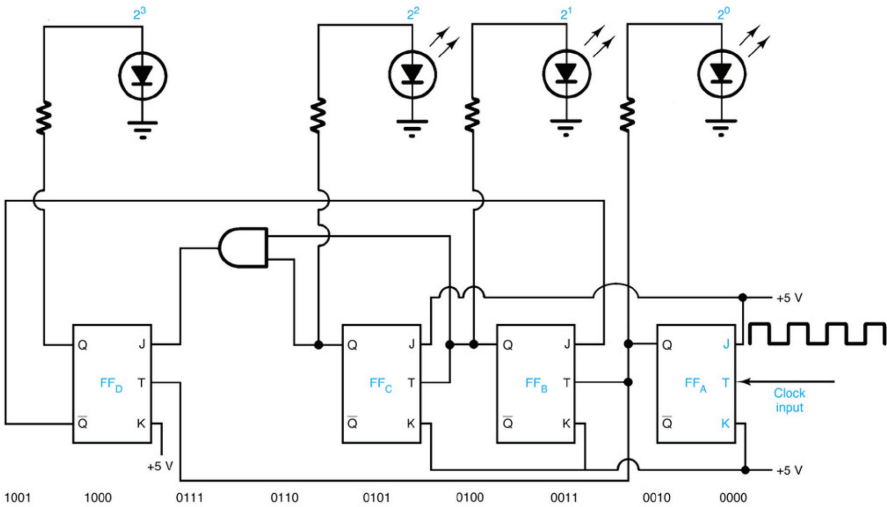 2³ 2² 2¹ 2⁰
+5 V
Q J Q J Q J Q J
FF_D T FF_C T FF_B T FF_A T
Clock
input
Q̅ K Q̅ K Q̅ K Q̅ K
+5 V +5 V
1001 1000 0111 0110 0101 0100 0011 0010 0000